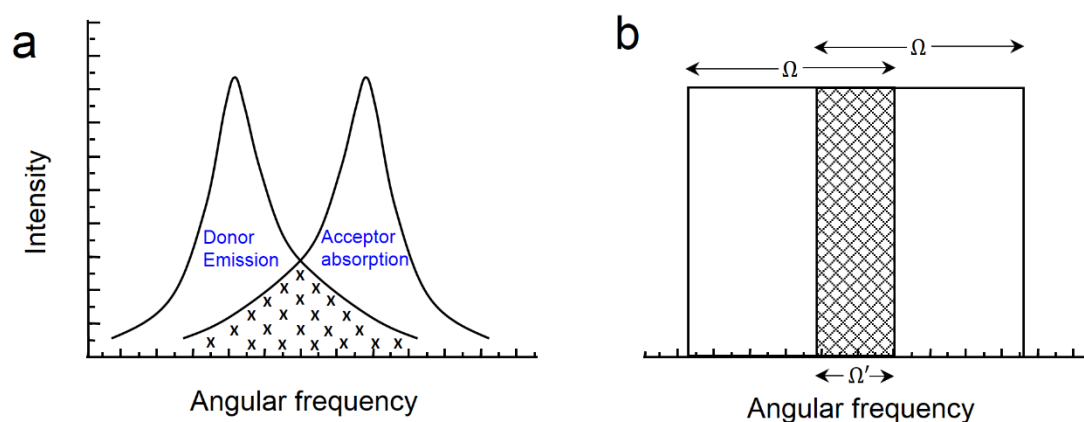 a
Intensity
Donor
Emission
Acceptor
absorption
x
x x
x x x
x x x x
x x x x x
x x x x x x
Angular frequency
b
Ω
Ω
Ω′
Angular frequency